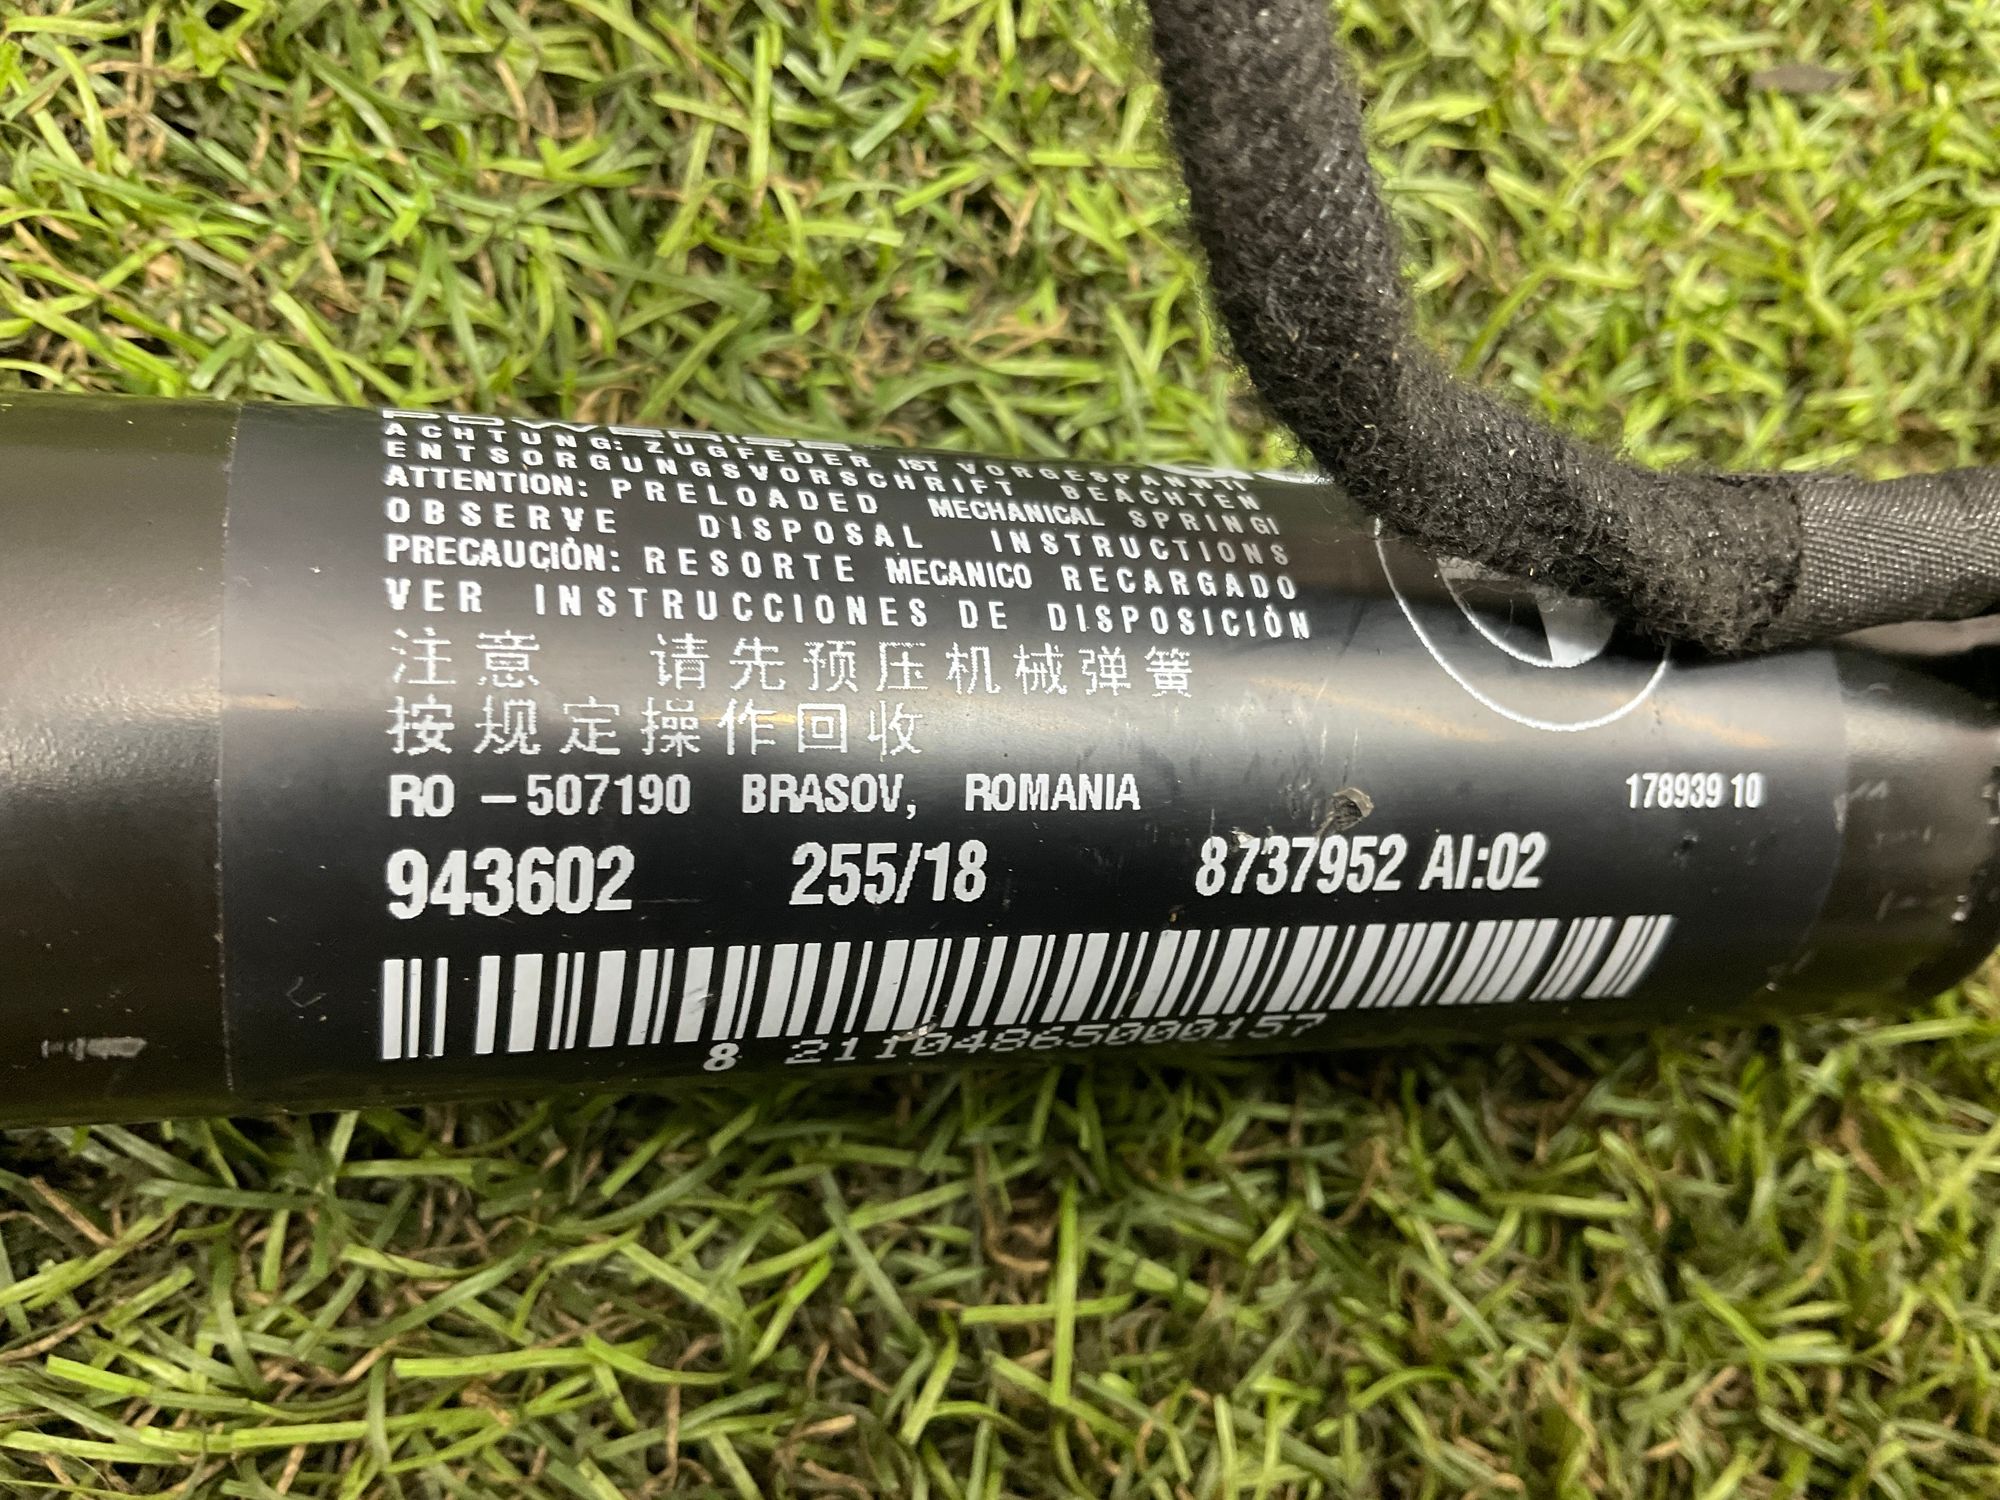 POWERISE
ACHTUNG: ZUGFEDER IST VORGESPANNT!
ENTSORGUNGSVORSCHRIFT BEACHTEN
ATTENTION: PRELOADED MECHANICAL SPRING!
OBSERVE DISPOSAL INSTRUCTIONS
PRECAUCIÒN: RESORTE MECANICO RECARGADO
VER INSTRUCCIONES DE DISPOSICIÒN
注意 请先预压机械弹簧
按规定操作回收
RO -507190 BRASOV, ROMANIA 178939 10
943602 255/18 8737952 AI:02
8 21104865000157